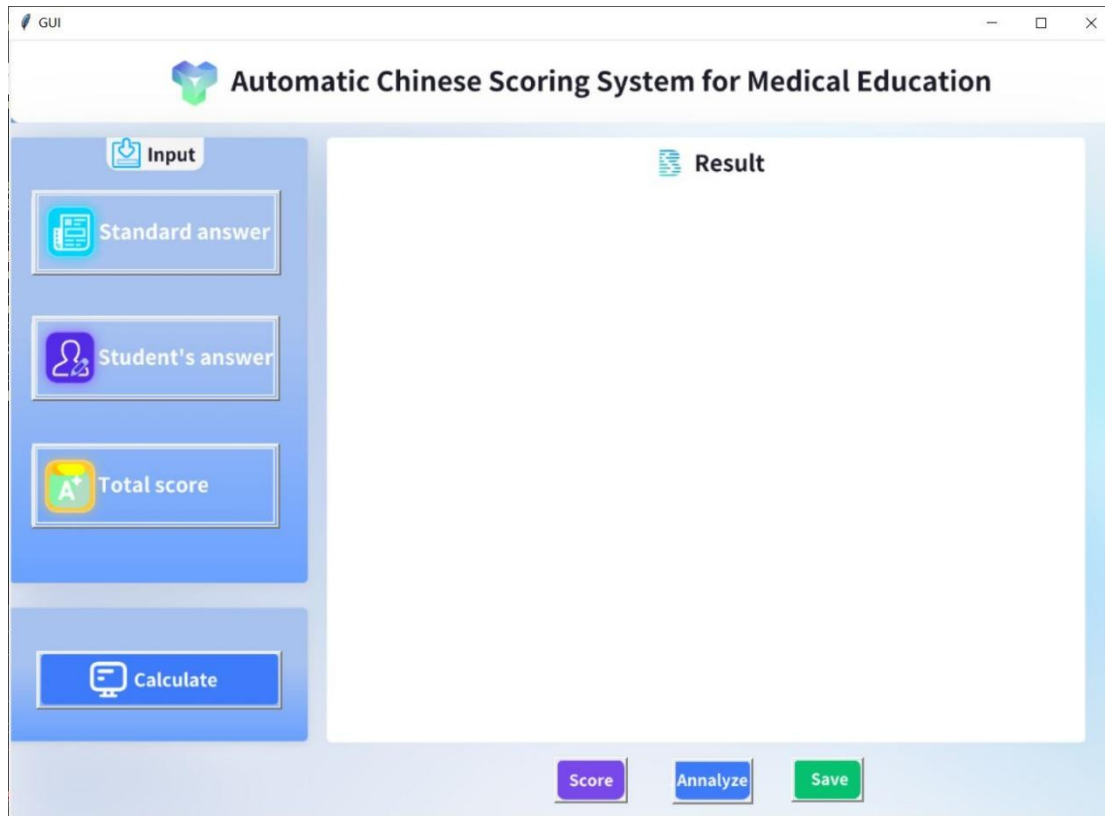 GUI
Automatic Chinese Scoring System for Medical Education
Input
Result
Standard answer
Student's answer
A+
Total score
Calculate
Score
Annalyze
Save